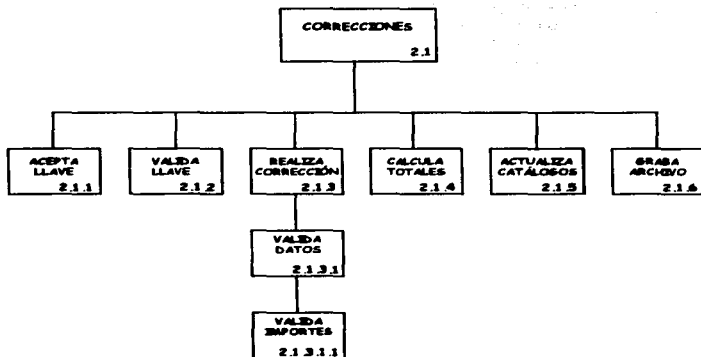 CORRECCIONES
2.1
ACEPTA
LLAVE
2.1.1
VALIDA
LLAVE
2.1.2
REALIZA
CORRECCIÓN
2.1.3
CALCULA
TOTALES
2.1.4
ACTUALIZA
CATÁLOGOS
2.1.5
GRABA
ARCHIVO
2.1.6
VALIDA
DATOS
2.1.3.1
VALIDA
IMPORTES
2.1.3.1.1